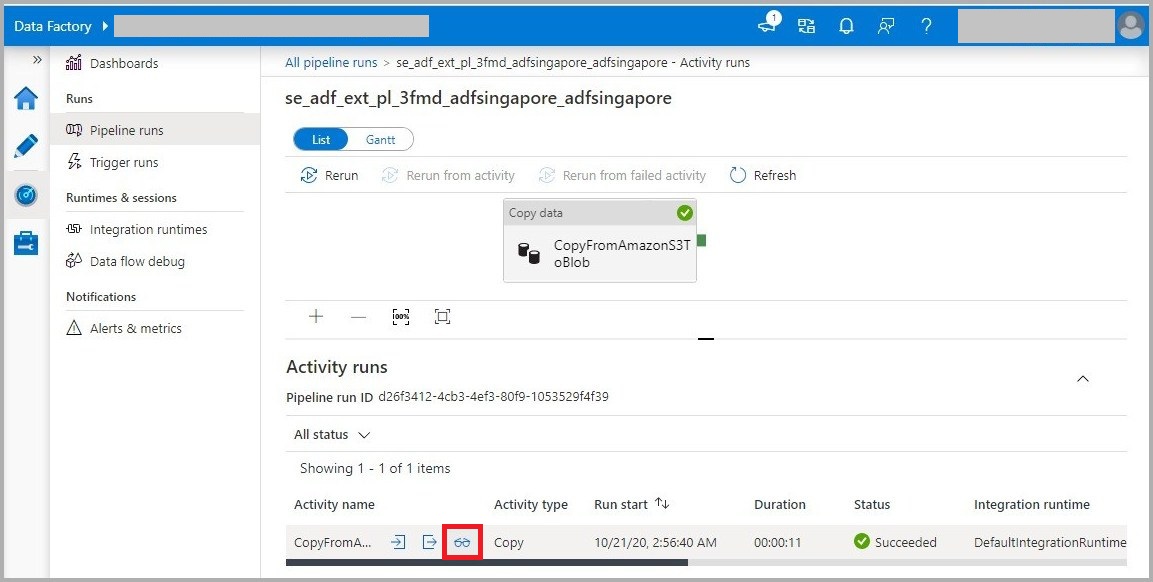 Data Factory
1
Dashboards
Runs
Pipeline runs
Trigger runs
Runtimes & sessions
Integration runtimes
Data flow debug
Notifications
Alerts & metrics
All pipeline runs > se_adf_ext_pl_3fmd_adfsingapore_adfsingapore - Activity runs
se_adf_ext_pl_3fmd_adfsingapore_adfsingapore
List Gantt
Rerun Rerun from activity Rerun from failed activity Refresh
Copy data
CopyFromAmazonS3T
oBlob
100%
Activity runs
Pipeline run ID d26f3412-4cb3-4ef3-80f9-1053529f4f39
All status
Showing 1 - 1 of 1 items
Activity name Activity type Run start Duration Status Integration runtime
CopyFromA... Copy 10/21/20, 2:56:40 AM 00:00:11 Succeeded DefaultIntegrationRuntime